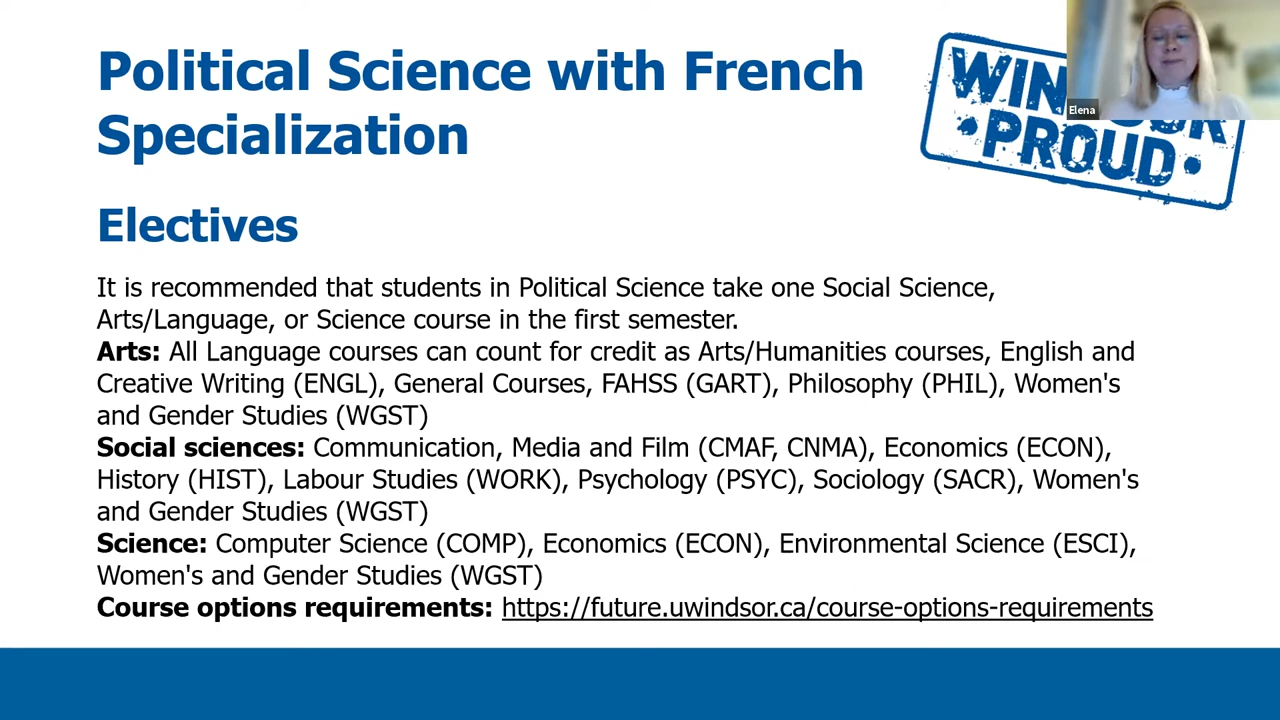 Political Science with French
Specialization
WIN
PROUD
Elena
Electives
It is recommended that students in Political Science take one Social Science,
Arts/Language, or Science course in the first semester.
Arts: All Language courses can count for credit as Arts/Humanities courses, English and
Creative Writing (ENGL), General Courses, FAHSS (GART), Philosophy (PHIL), Women's
and Gender Studies (WGST)
Social sciences: Communication, Media and Film (CMAF, CNMA), Economics (ECON),
History (HIST), Labour Studies (WORK), Psychology (PSYC), Sociology (SACR), Women's
and Gender Studies (WGST)
Science: Computer Science (COMP), Economics (ECON), Environmental Science (ESCI),
Women's and Gender Studies (WGST)
Course options requirements: https://future.uwindsor.ca/course-options-requirements